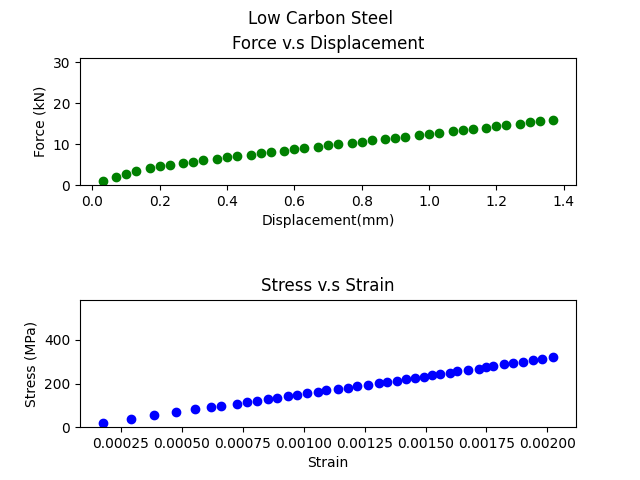 Low Carbon Steel
Force v.s Displacement
30
20
10
0
Force (kN)
0.0 0.2 0.4 0.6 0.8 1.0 1.2 1.4
Displacement(mm)
Stress v.s Strain
400
200
0
Stress (MPa)
0.00025 0.00050 0.00075 0.00100 0.00125 0.00150 0.00175 0.00200
Strain